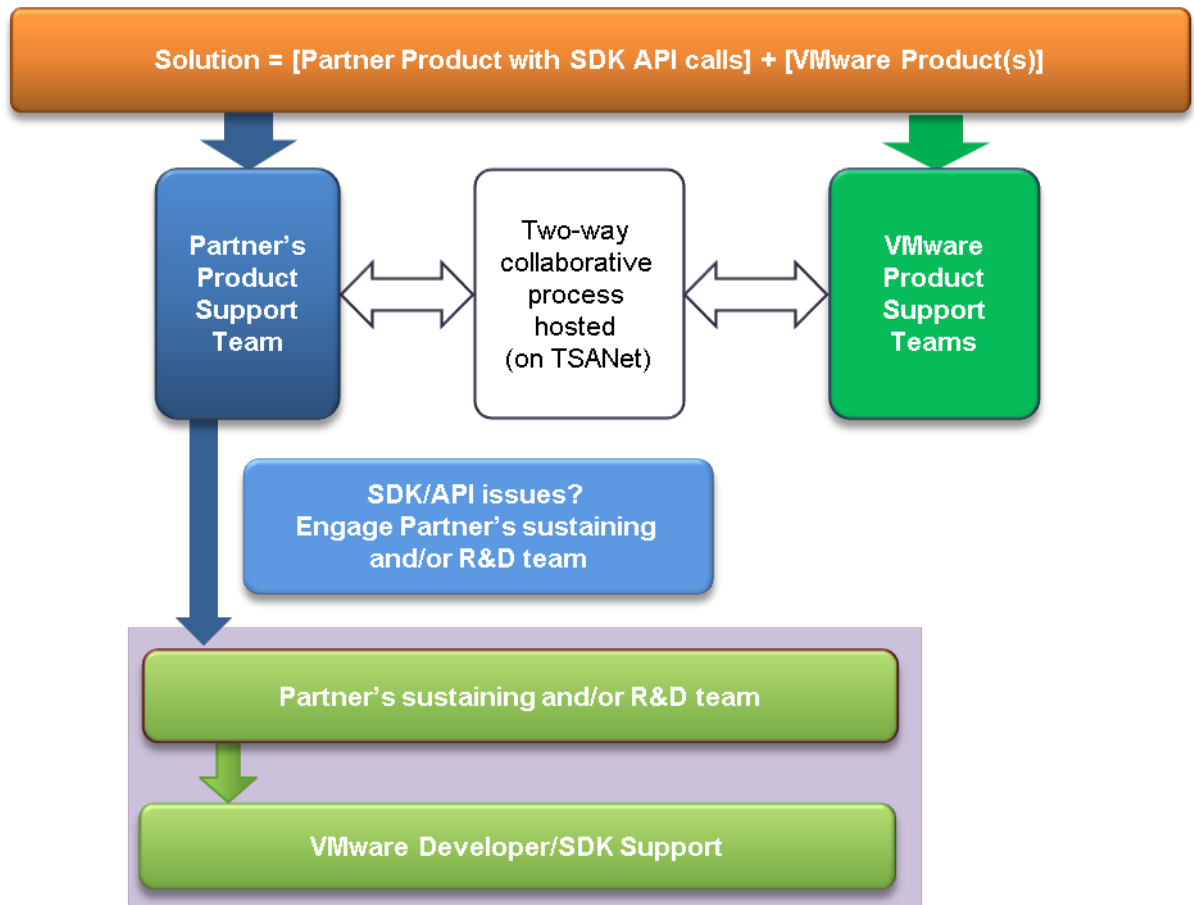 Solution = [Partner Product with SDK API calls] + [VMware Product(s)]
Partner’s
Product
Support
Team
Two-way
collaborative
process
hosted
(on TSANet)
VMware
Product
Support
Teams
SDK/API issues?
Engage Partner’s sustaining
and/or R&D team
Partner’s sustaining and/or R&D team
VMware Developer/SDK Support